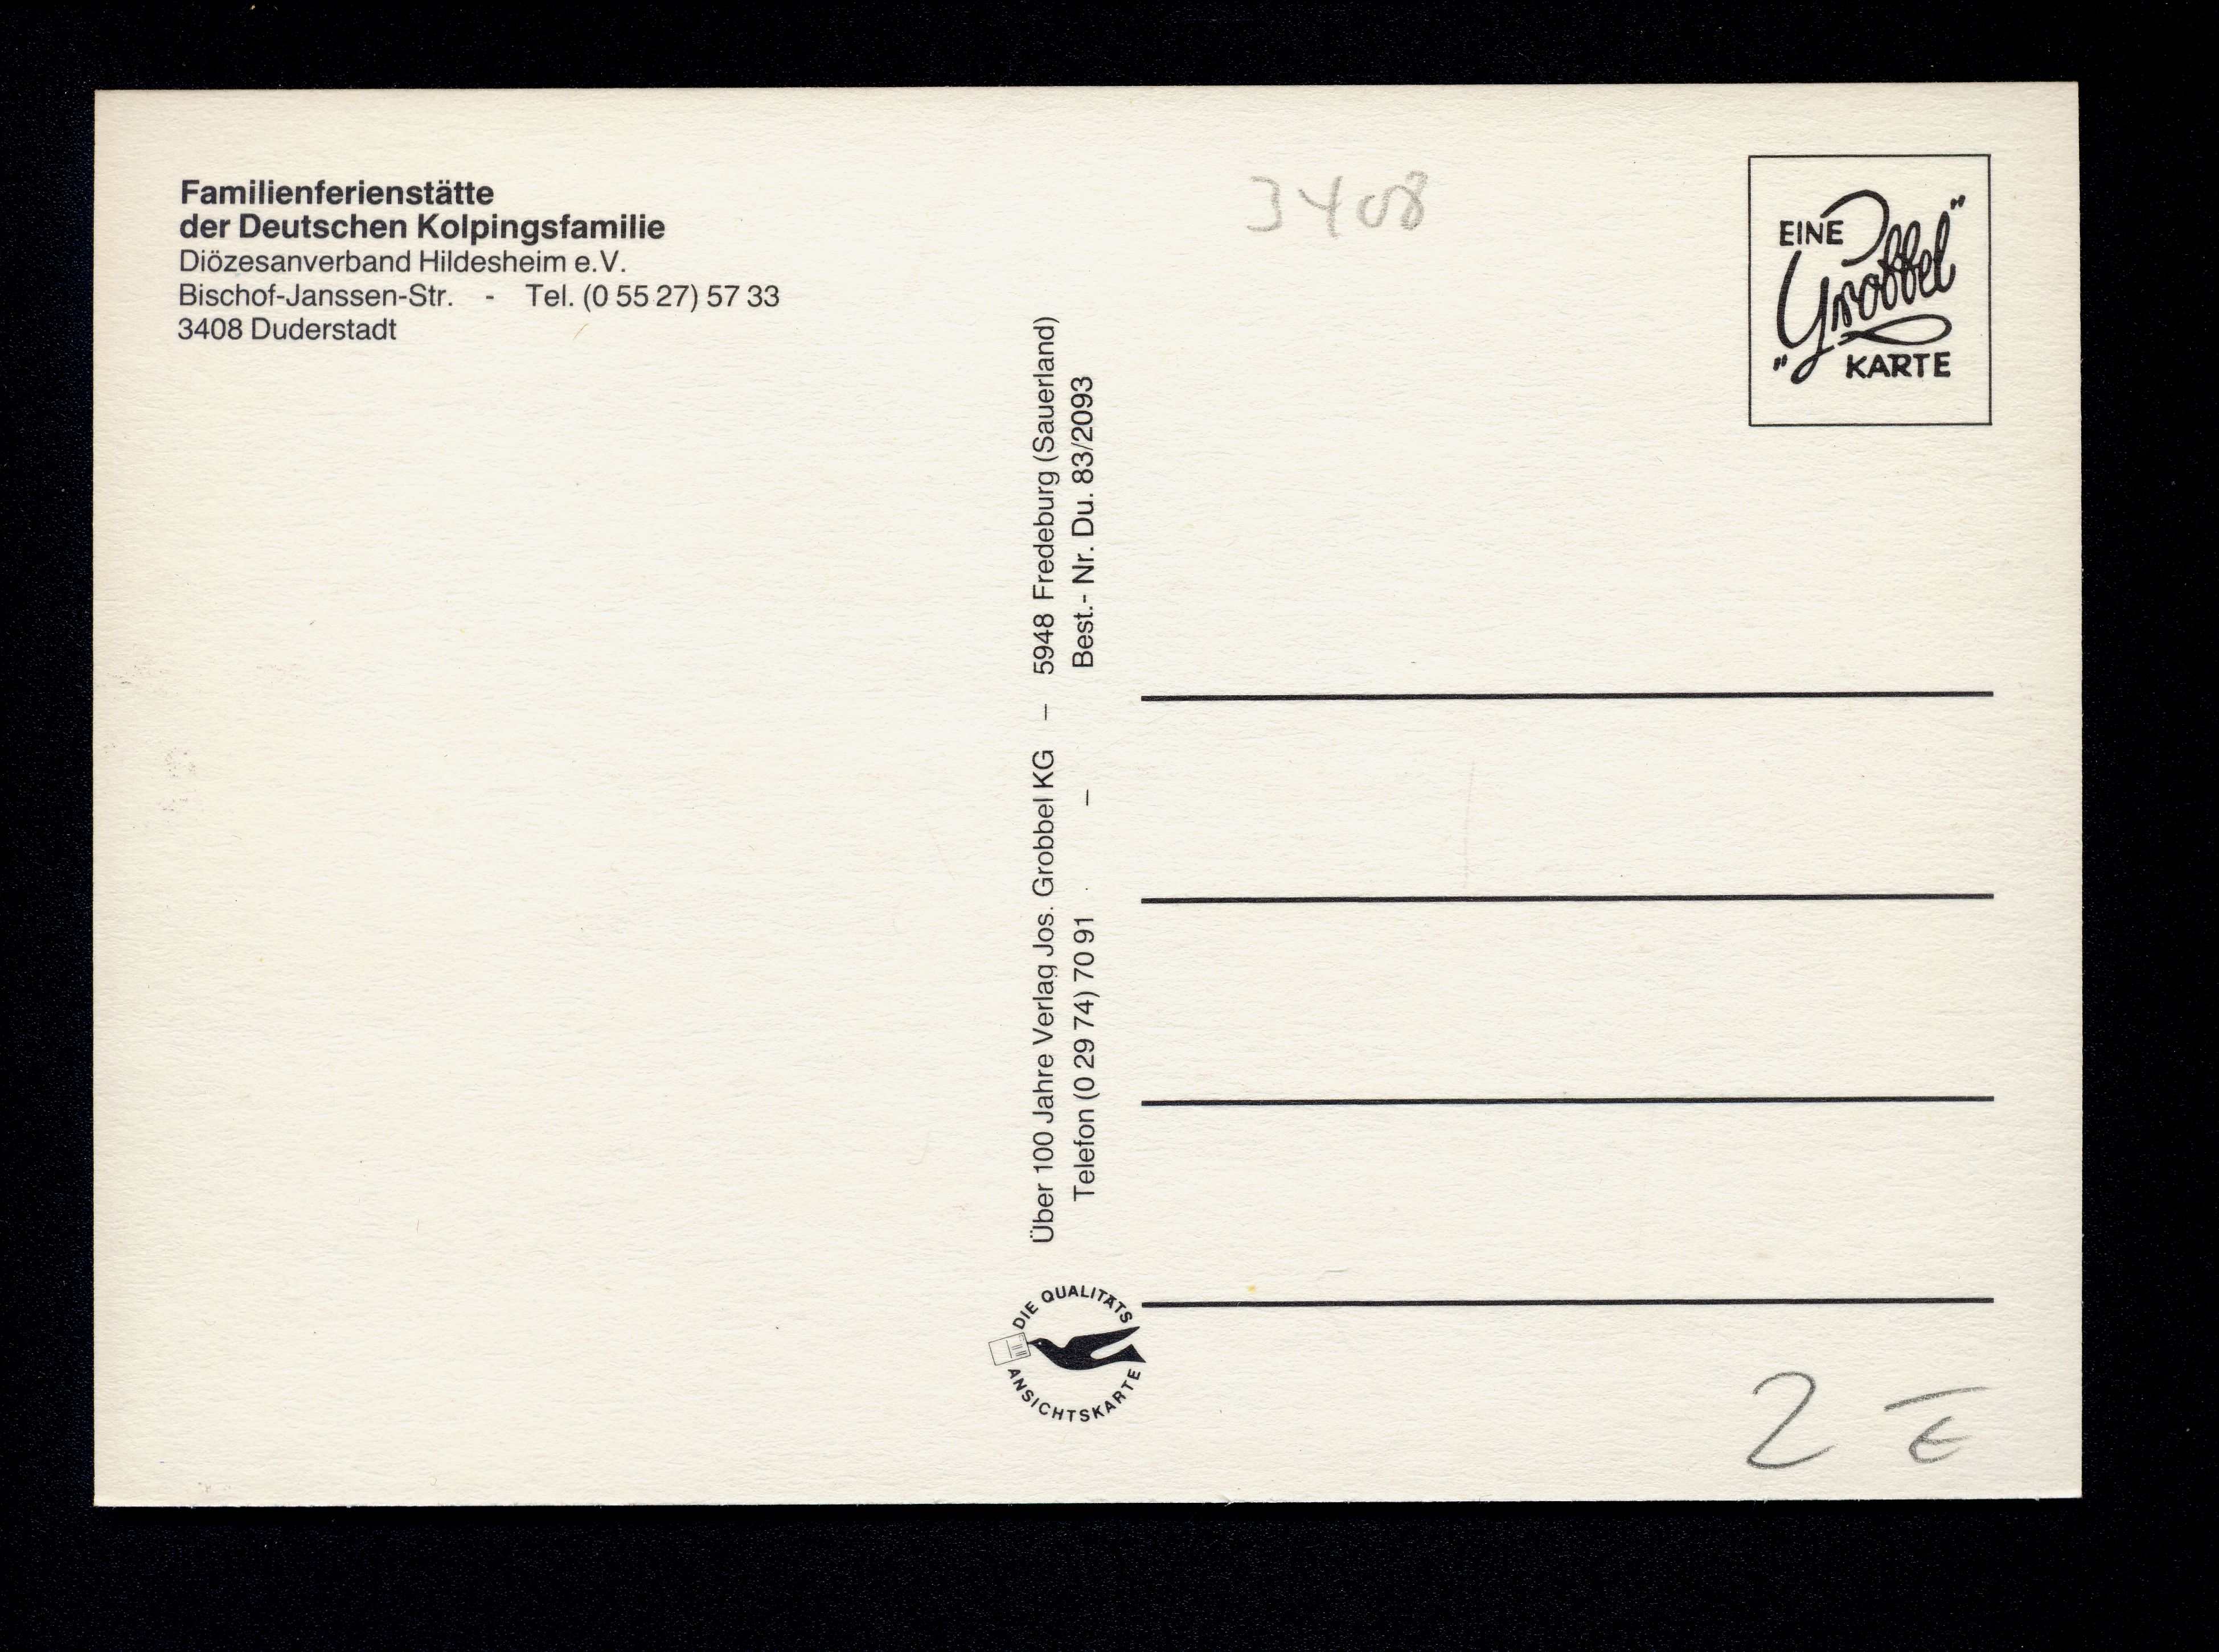 Familienferienstätte
der Deutschen Kolpingsfamilie
Diözesanverband Hildesheim e.V.
Bischof-Janssen-Str. - Tel. (0 55 27) 57 33
3408 Duderstadt
Über 100 Jahre Verlag Jos. Grobbel KG – 5948 Fredeburg (Sauerland)
Telefon (0 29 74) 70 91 – Best.- Nr. Du. 83/2093
DIE QUALITÄTS
ANSICHTSKARTE
3408
EINE
„Grobbel"
KARTE
2 €